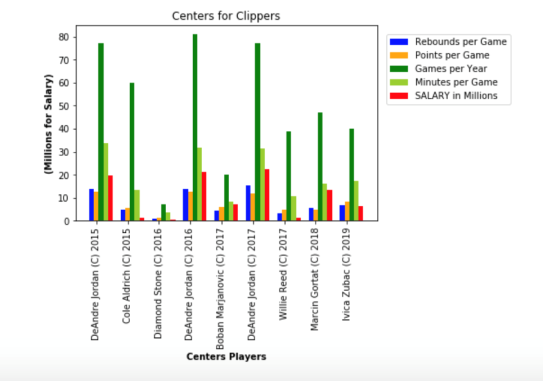 Centers for Clippers
(Millions for Salary)
80
70
60
50
40
30
20
10
0
Rebounds per Game
Points per Game
Games per Year
Minutes per Game
SALARY in Millions
DeAndre Jordan (C) 2015
Cole Aldrich (C) 2015
Diamond Stone (C) 2016
DeAndre Jordan (C) 2016
Boban Marjanovic (C) 2017
DeAndre Jordan (C) 2017
Willie Reed (C) 2017
Marcin Gortat (C) 2018
Ivica Zubac (C) 2019
Centers Players